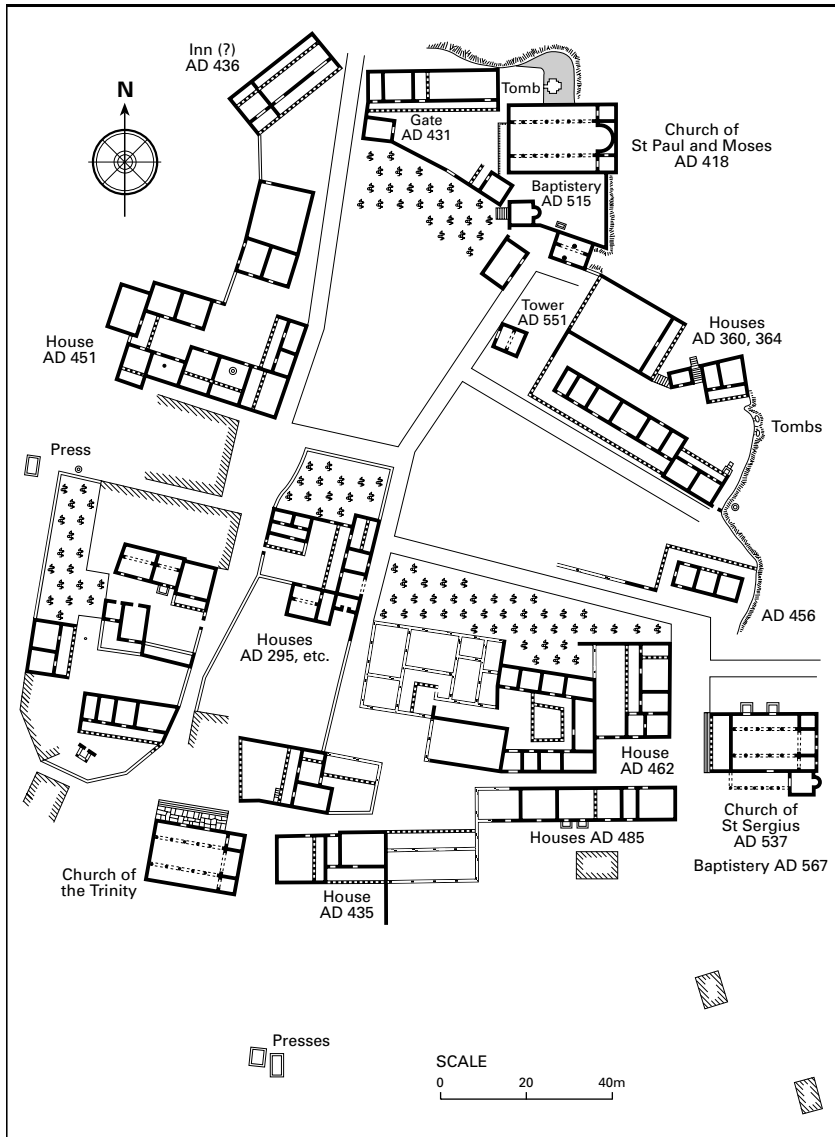 Inn (?)
AD 436
N
Tomb
Gate
AD 431
Church of
St Paul and Moses
AD 418
Baptistery
AD 515
Tower
AD 551
Houses
AD 360, 364
House
AD 451
Tombs
Press
AD 456
Houses
AD 295, etc.
House
AD 462
Church of
St Sergius
AD 537
Baptistery AD 567
Houses AD 485
Church of
the Trinity
House
AD 435
Presses
SCALE
0 20 40m